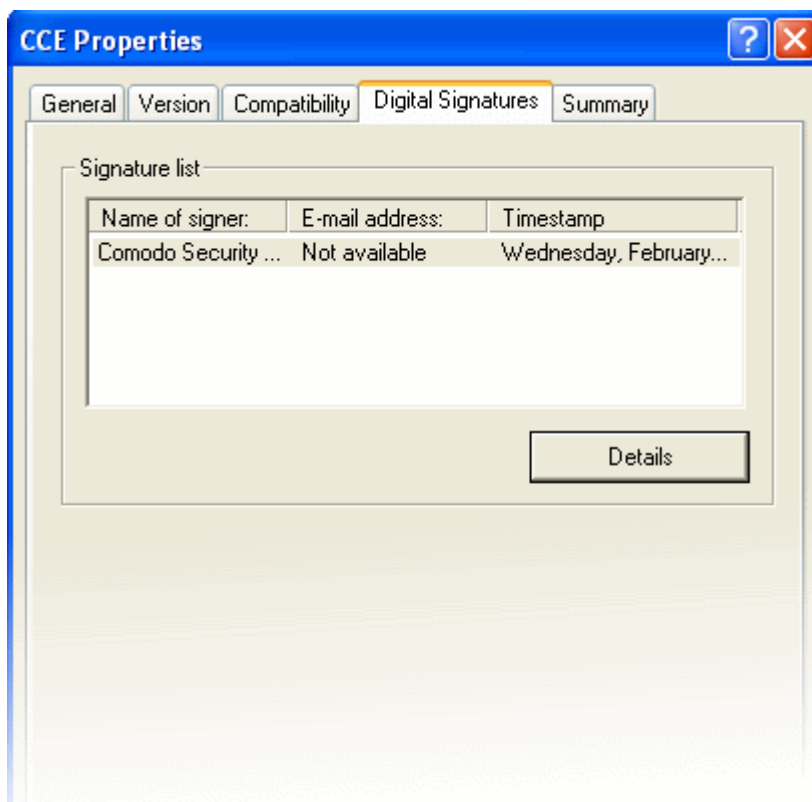 CCE Properties
General Version Compatibility Digital Signatures Summary
Signature list
Name of signer: E-mail address: Timestamp
Comodo Security ... Not available Wednesday, February...
Details